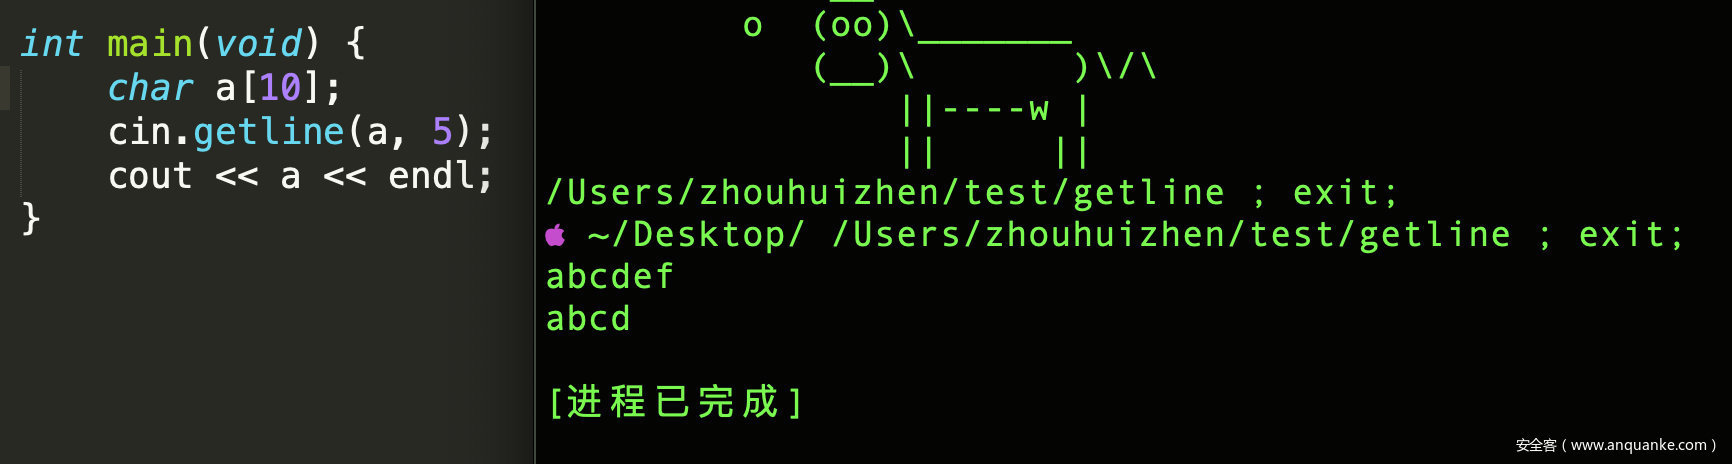 int main(void) {
    char a[10];
    cin.getline(a, 5);
    cout << a << endl;
}
o   (oo)\_______
    (__)\       )\/\
        ||----w |
        ||     ||
/Users/zhouhuizhen/test/getline ; exit;
 ~/Desktop/ /Users/zhouhuizhen/test/getline ; exit;
abcdef
abcd
[进程已完成]
安全客 ( www.anquanke.com )